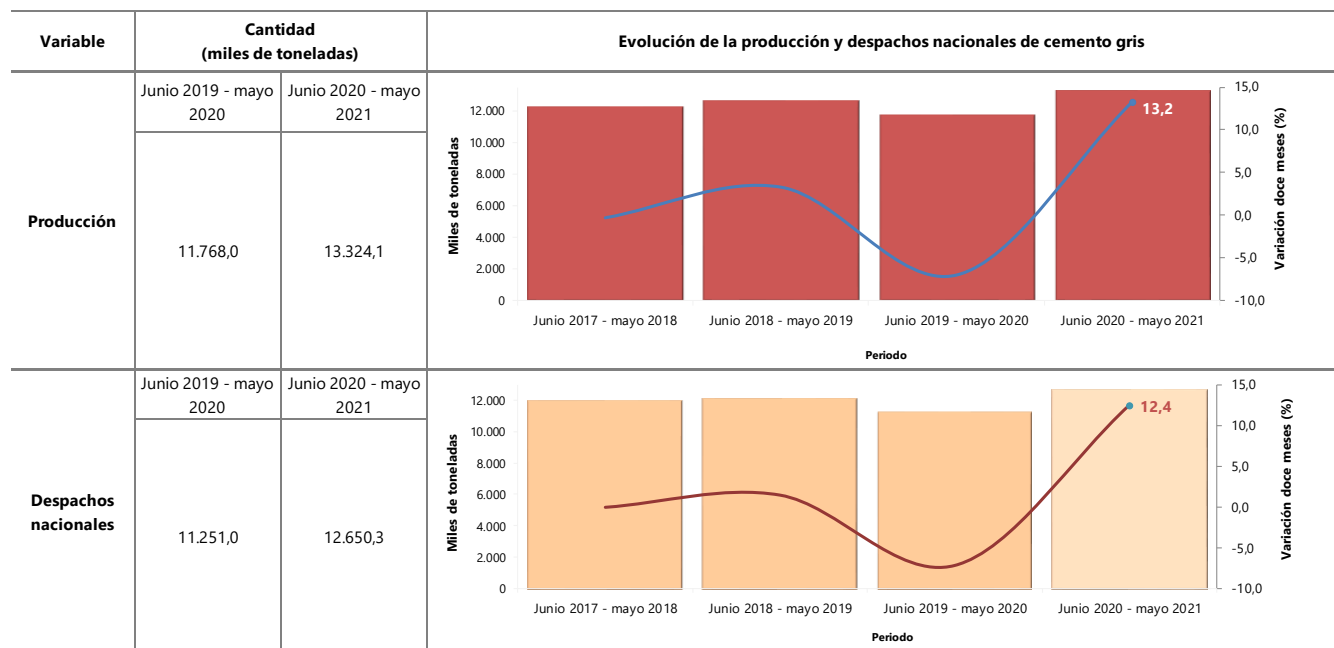 Variable
Cantidad
(miles de toneladas)
Evolución de la producción y despachos nacionales de cemento gris
Producción
Junio 2019 - mayo
2020
Junio 2020 - mayo
2021
11.768,0
13.324,1
Miles de toneladas
12.000
10.000
8.000
6.000
4.000
2.000
0
13,2
15,0
10,0
5,0
0,0
-5,0
-10,0
Variación doce meses (%)
Junio 2017 - mayo 2018
Junio 2018 - mayo 2019
Junio 2019 - mayo 2020
Junio 2020 - mayo 2021
Periodo
Despachos
nacionales
Junio 2019 - mayo
2020
Junio 2020 - mayo
2021
11.251,0
12.650,3
Miles de toneladas
12.000
10.000
8.000
6.000
4.000
2.000
0
12,4
15,0
10,0
5,0
0,0
-5,0
-10,0
Variación doce meses (%)
Junio 2017 - mayo 2018
Junio 2018 - mayo 2019
Junio 2019 - mayo 2020
Junio 2020 - mayo 2021
Periodo